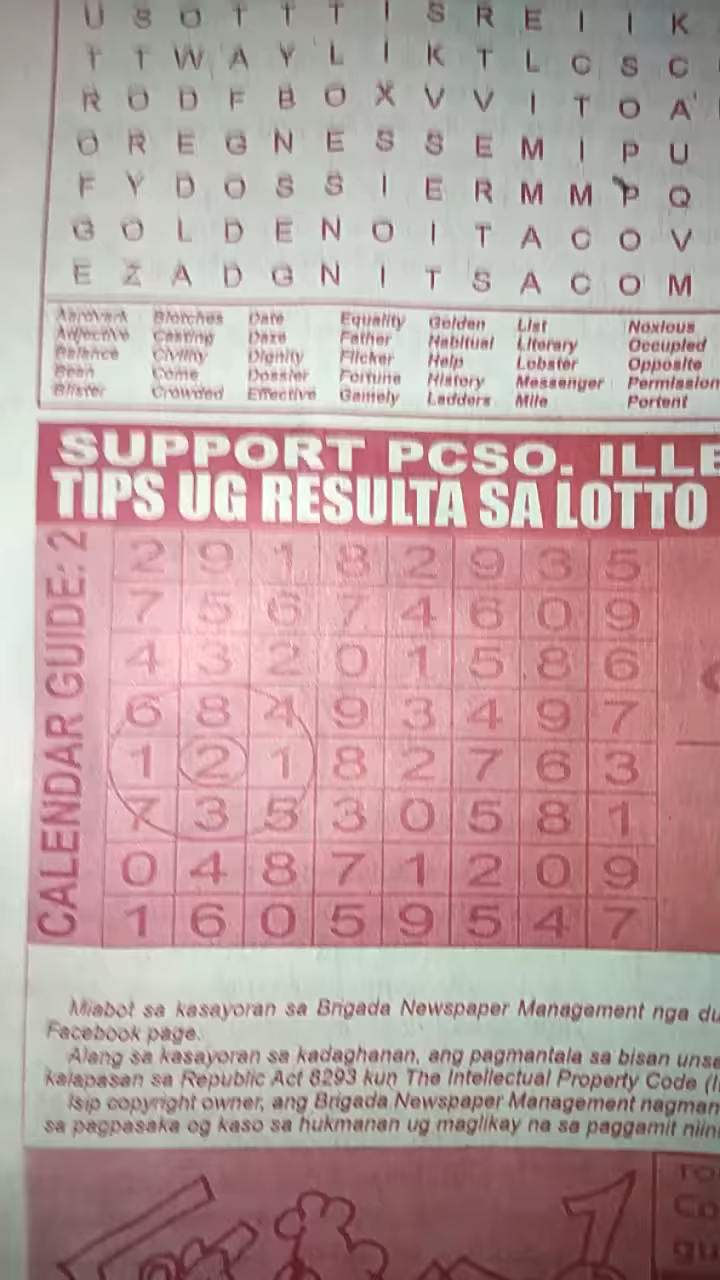 U S O T T T I S R E I I K
T T W A Y L I K T L C S C
R O D F B O X V V I T O A
O R E G N E S S E M I P U
F Y D O S S I E R M M P Q
G O L D E N O I T A C O V
E Z A D G N I T S A C O M
Aardvark Blotches Date Equality Golden List Noxious
Adjective Casting Daze Father Habitual Literary Occupied
Balance Civility Dignity Flicker Help Lobster Opposite
Bean Come Dossier Fortune History Messenger Permission
Blister Crowded Effective Gamely Ladders Mile Portent
SUPPORT PCSO. ILLE
TIPS UG RESULTA SA LOTTO
CALENDAR GUIDE: 2
2 9 1 8 2 9 3 5
7 5 6 7 4 6 0 9
4 3 2 0 1 5 8 6
6 8 4 9 3 4 9 7
1 2 1 8 2 7 6 3
7 3 5 3 0 5 8 1
0 4 8 7 1 2 0 9
1 6 0 5 9 5 4 7
Miabot sa kasayoran sa Brigada Newspaper Management nga du
Facebook page.
Alang sa kasayoran sa kadaghanan, ang pagmantala sa bisan unsa
kalapasan sa Republic Act 8293 kun The Intellectual Property Code (I
Isip copyright owner, ang Brigada Newspaper Management nagman
sa pagpasaka og kaso sa hukmanan ug maglikay na sa paggamit niin
TO
Co
gu